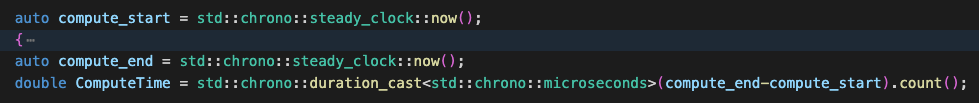 auto compute_start = std::chrono::steady_clock::now();
{⋯
auto compute_end = std::chrono::steady_clock::now();
double ComputeTime = std::chrono::duration_cast<std::chrono::microseconds>(compute_end-compute_start).count();